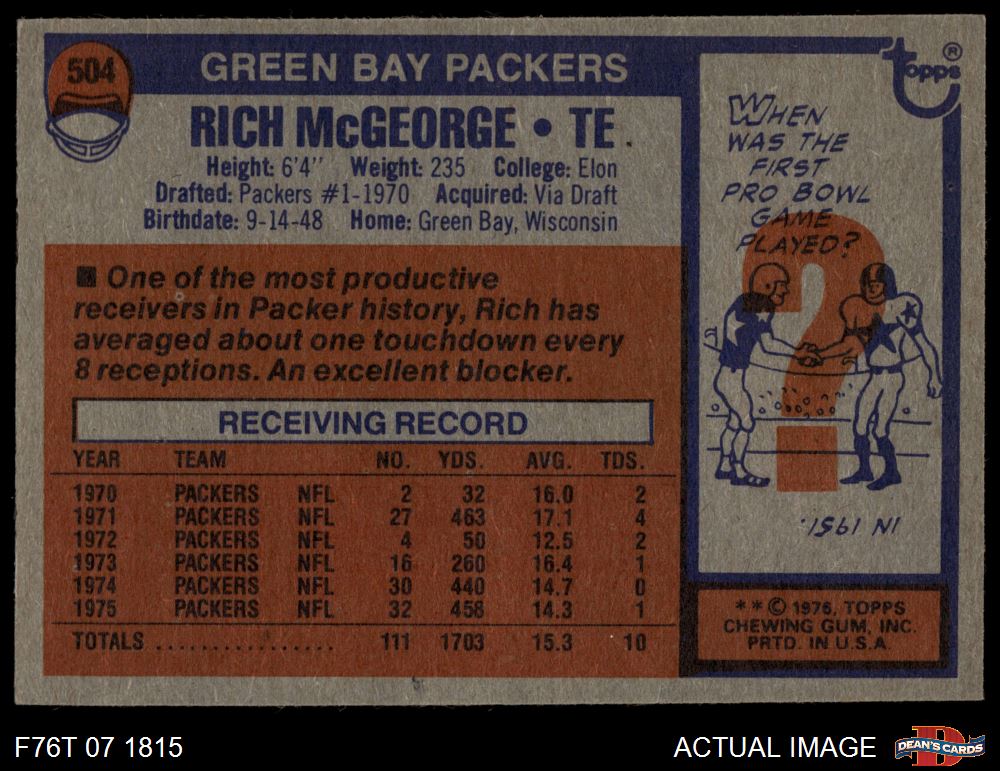 504
GREEN BAY PACKERS
RICH McGEORGE • TE
Height: 6'4" Weight: 235 College: Elon
Drafted: Packers #1-1970 Acquired: Via Draft
Birthdate: 9-14-48 Home: Green Bay, Wisconsin
■ One of the most productive
receivers in Packer history, Rich has
averaged about one touchdown every
8 receptions. An excellent blocker.
RECEIVING RECORD
YEAR TEAM NO. YDS. AVG. TDS.
1970 PACKERS NFL 2 32 16.0 2
1971 PACKERS NFL 27 463 17.1 4
1972 PACKERS NFL 4 50 12.5 2
1973 PACKERS NFL 16 260 16.4 1
1974 PACKERS NFL 30 440 14.7 0
1975 PACKERS NFL 32 458 14.3 1
TOTALS ................ 111 1703 15.3 10
topps ®
WHEN
WAS THE
FIRST
PRO BOWL
GAME
PLAYED?
?
IN 1951.
** © 1976, TOPPS
CHEWING GUM, INC.
PRTD. IN U.S.A.
F76T 07 1815
ACTUAL IMAGE
DEAN'S CARDS